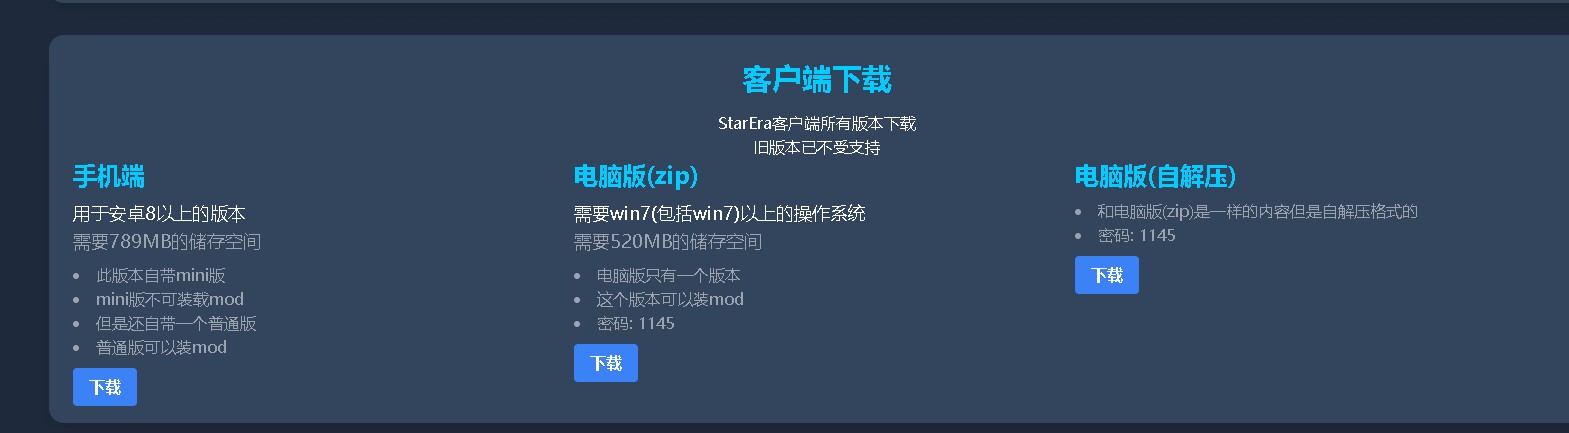 客户端下载
StarEra客户端所有版本下载
旧版本已不受支持
手机端
用于安卓8以上的版本
需要789MB的储存空间
此版本自带mini版
mini版不可装载mod
但是还自带一个普通版
普通版可以装mod
下载
电脑版(zip)
需要win7(包括win7)以上的操作系统
需要520MB的储存空间
电脑版只有一个版本
这个版本可以装mod
密码: 1145
下载
电脑版(自解压)
和电脑版(zip)是一样的内容但是自解压格式的
密码: 1145
下载